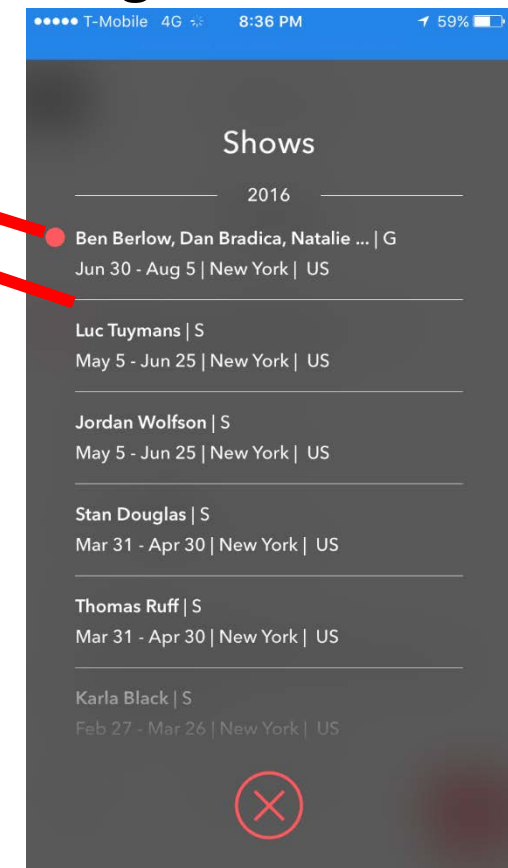 T-Mobile 4G 8:36 PM 59%
Shows
2016
Ben Berlow, Dan Bradica, Natalie ... | G
Jun 30 - Aug 5 | New York | US
Luc Tuymans | S
May 5 - Jun 25 | New York | US
Jordan Wolfson | S
May 5 - Jun 25 | New York | US
Stan Douglas | S
Mar 31 - Apr 30 | New York | US
Thomas Ruff | S
Mar 31 - Apr 30 | New York | US
Karla Black | S
Feb 27 - Mar 26 | New York | US